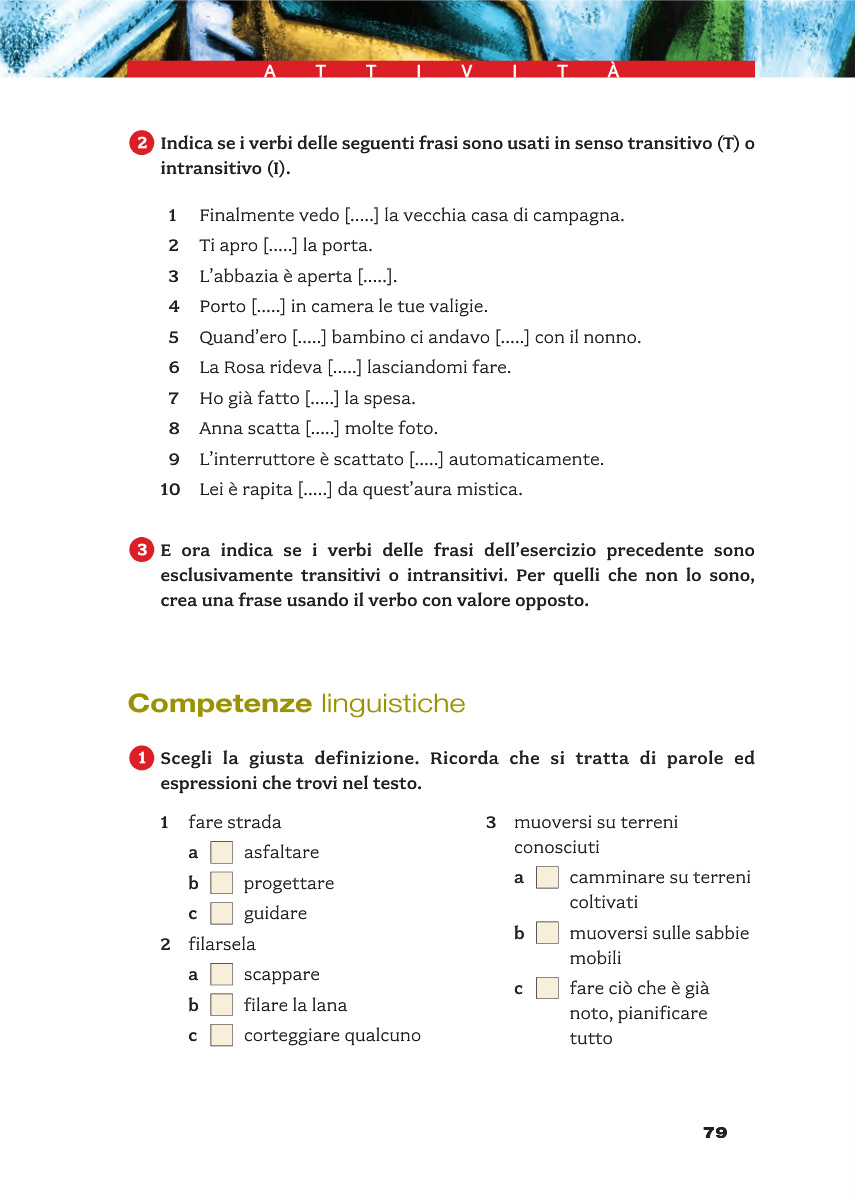 ATTIVITÀ
2 Indica se i verbi delle seguenti frasi sono usati in senso transitivo (T) o
intransitivo (I).
1 Finalmente vedo [.....] la vecchia casa di campagna.
2 Ti apro [.....] la porta.
3 L’abbazia è aperta [.....].
4 Porto [.....] in camera le tue valigie.
5 Quand’ero [.....] bambino ci andavo [.....] con il nonno.
6 La Rosa rideva [.....] lasciandomi fare.
7 Ho già fatto [.....] la spesa.
8 Anna scatta [.....] molte foto.
9 L’interruttore è scattato [.....] automaticamente.
10 Lei è rapita [.....] da quest’aura mistica.
3 E ora indica se i verbi delle frasi dell’esercizio precedente sono
esclusivamente transitivi o intransitivi. Per quelli che non lo sono,
crea una frase usando il verbo con valore opposto.
Competenze linguistiche
1 Scegli la giusta definizione. Ricorda che si tratta di parole ed
espressioni che trovi nel testo.
1 fare strada
a asfaltare
b progettare
c guidare
2 filarsela
a scappare
b filare la lana
c corteggiare qualcuno
3 muoversi su terreni
conosciuti
a camminare su terreni
coltivati
b muoversi sulle sabbie
mobili
c fare ciò che è già
noto, pianificare
tutto
79